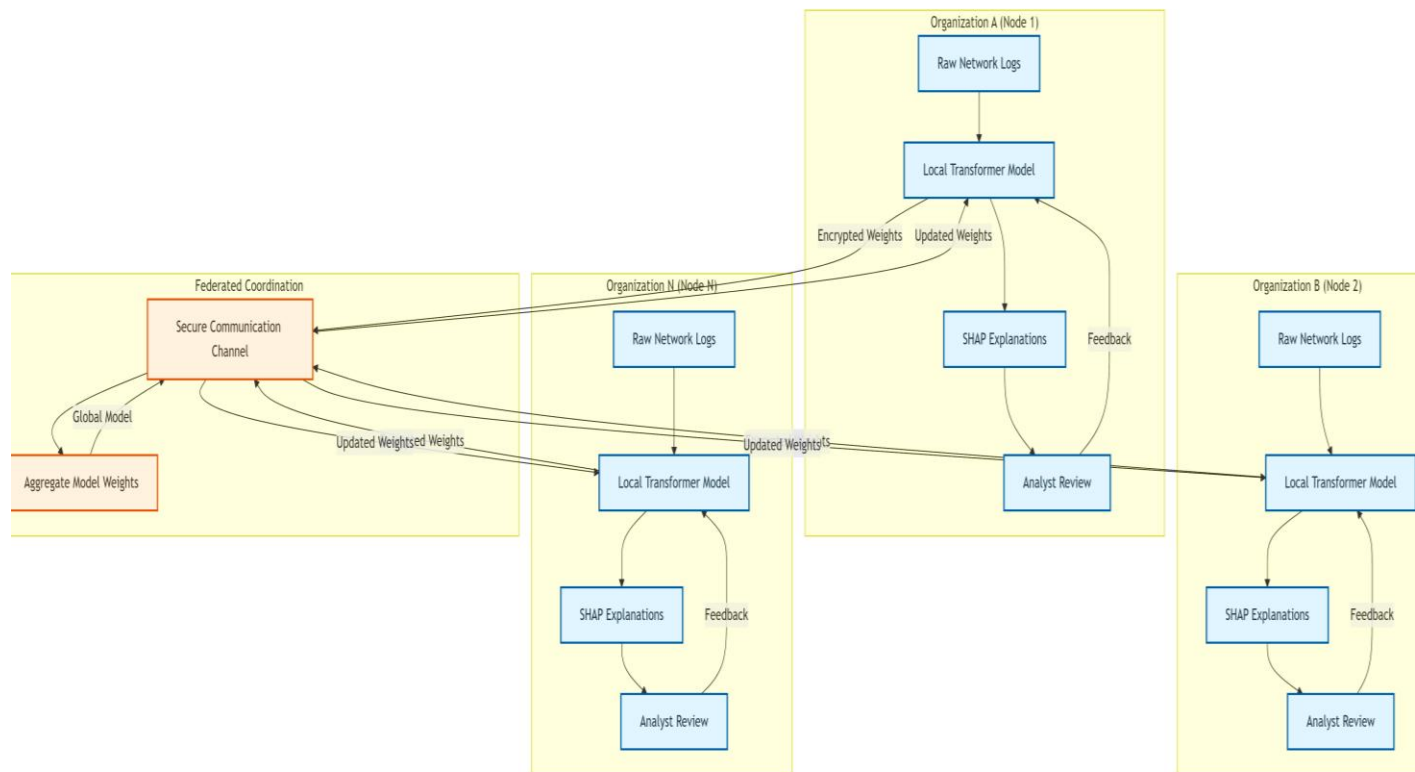 Organization A (Node 1)
Raw Network Logs
Local Transformer Model
Encrypted Weights
Updated Weights
SHAP Explanations
Feedback
Analyst Review
Federated Coordination
Secure Communication
Channel
Global Model
Aggregate Model Weights
Updated Weights
Weights
Updated Weights
Organization N (Node N)
Raw Network Logs
Local Transformer Model
SHAP Explanations
Feedback
Analyst Review
Organization B (Node 2)
Raw Network Logs
Local Transformer Model
SHAP Explanations
Feedback
Analyst Review